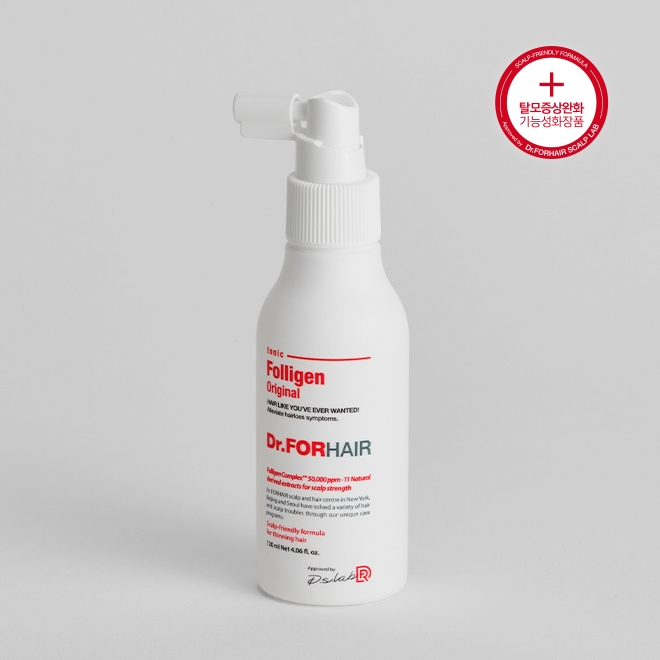 SCALP-FRIENDLY FORMULA
탈모증상완화
기능성화장품
Approved by Dr.FORHAIR SCALP LAB
tonic
Folligen
Original
HAIR LIKE YOU'VE EVER WANTED!
Alleviate hairloss symptoms.
Dr.FORHAIR
Folligen Complex™ 50,000 ppm - 11 Natural
derived extracts for scalp strength
Dr.FORHAIR scalp and hair centre in New York,
Beijing and Seoul have solved a variety of hair
and scalp troubles through our unique care
programs.
Scalp-friendly formula
for thinning hair
120 ml Net 4.06 fl. oz.
Approved by
D.s.lab